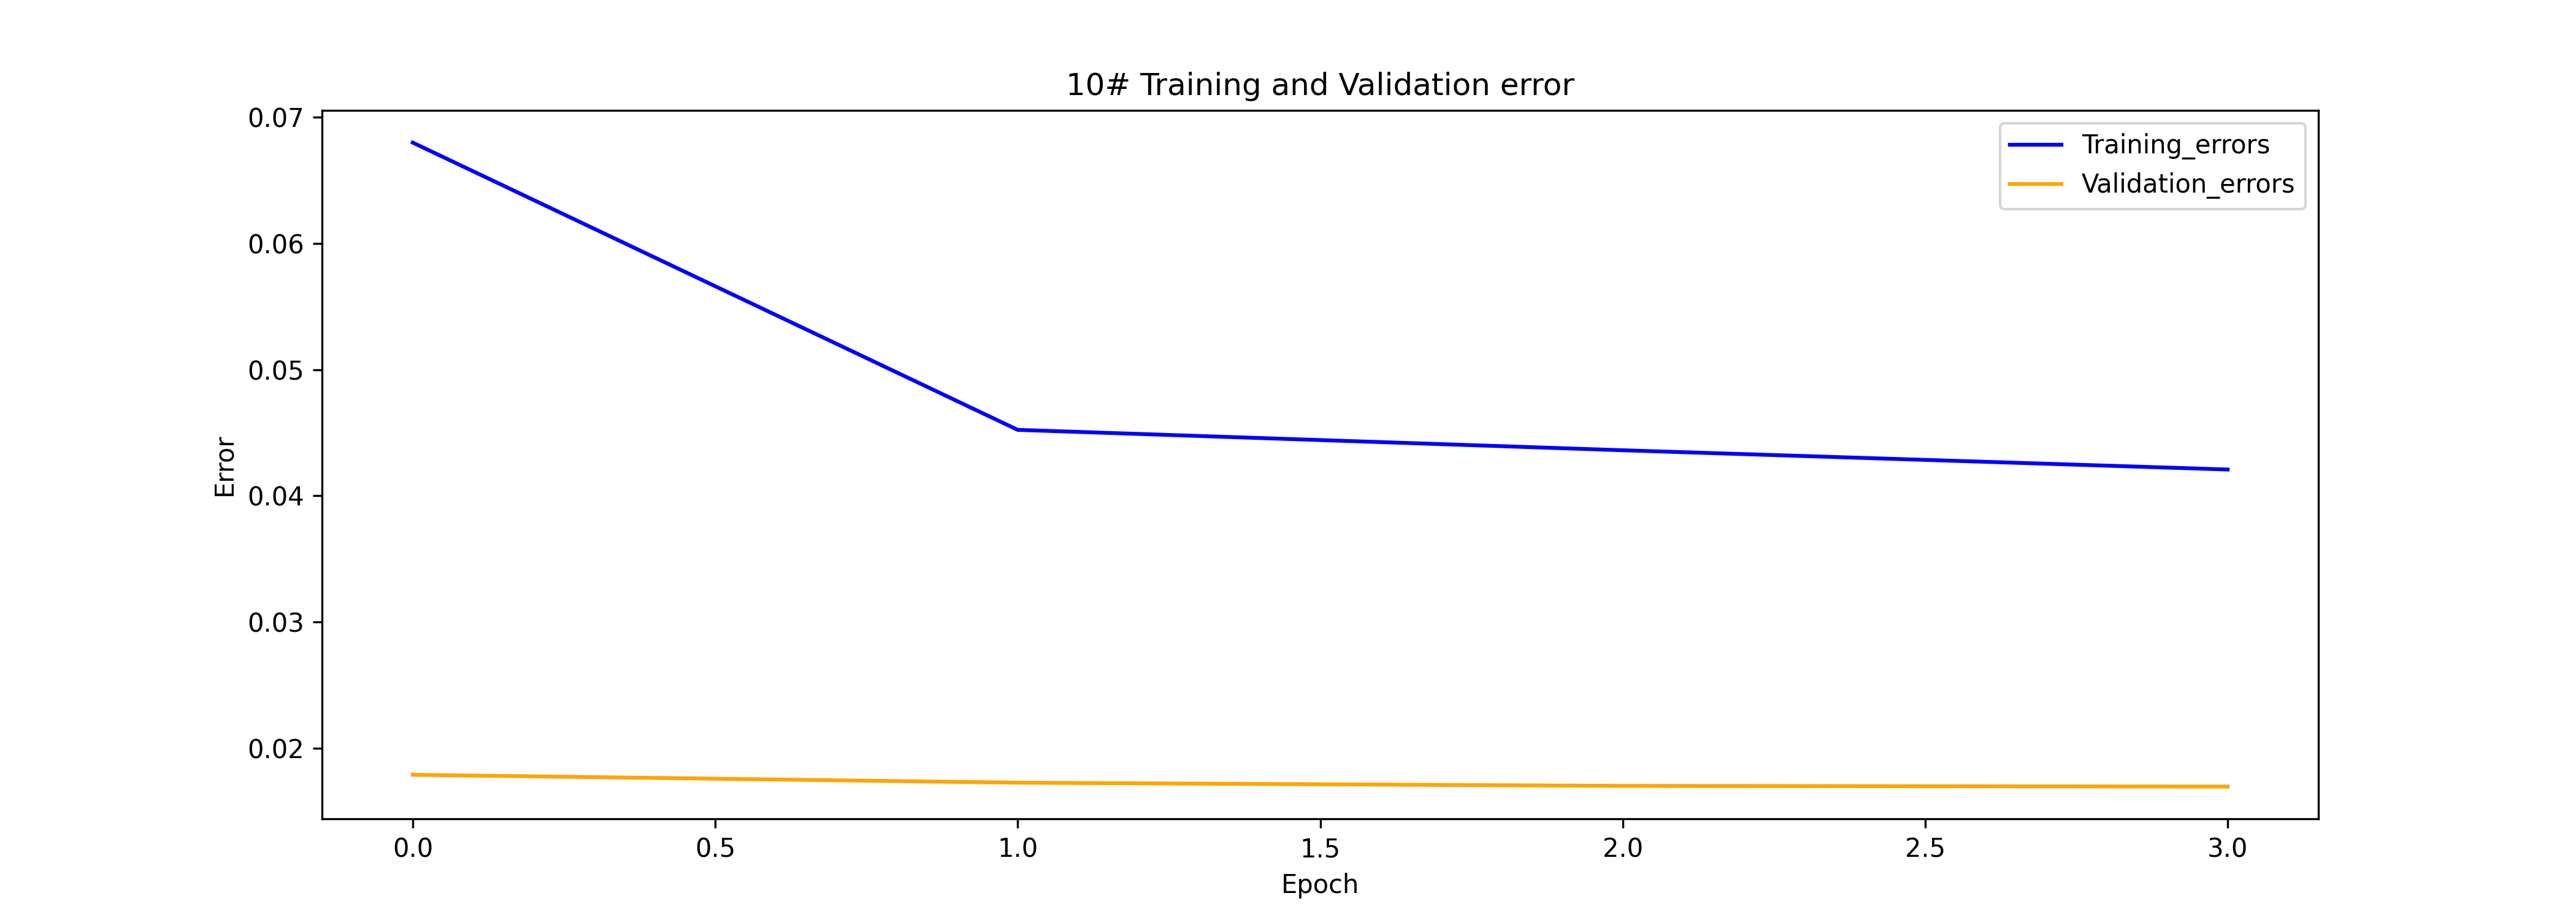 10# Training and Validation error
0.07
0.06
0.05
0.04
0.03
0.02
Error
Training_errors
Validation_errors
0.0 0.5 1.0 1.5 2.0 2.5 3.0
Epoch